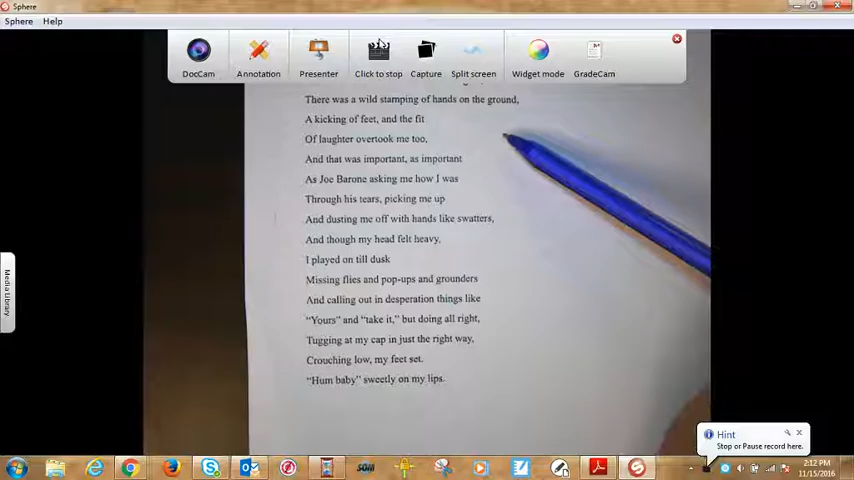 Sphere
Sphere Help
DocCam Annotation Presenter Click to stop Capture Split screen Widget mode GradeCam
There was a wild stamping of hands on the ground,
A kicking of feet, and the fit
Of laughter overtook me too,
And that was important, as important
As Joe Barone asking me how I was
Through his tears, picking me up
And dusting me off with hands like swatters,
And though my head felt heavy,
I played on till dusk
Missing flies and pop-ups and grounders
And calling out in desperation things like
“Yours” and “take it,” but doing all right,
Tugging at my cap in just the right way,
Crouching low, my feet set.
“Hum baby” sweetly on my lips.
Media Library
Hint
Stop or Pause record here.
SOM
2:12 PM
11/15/2016